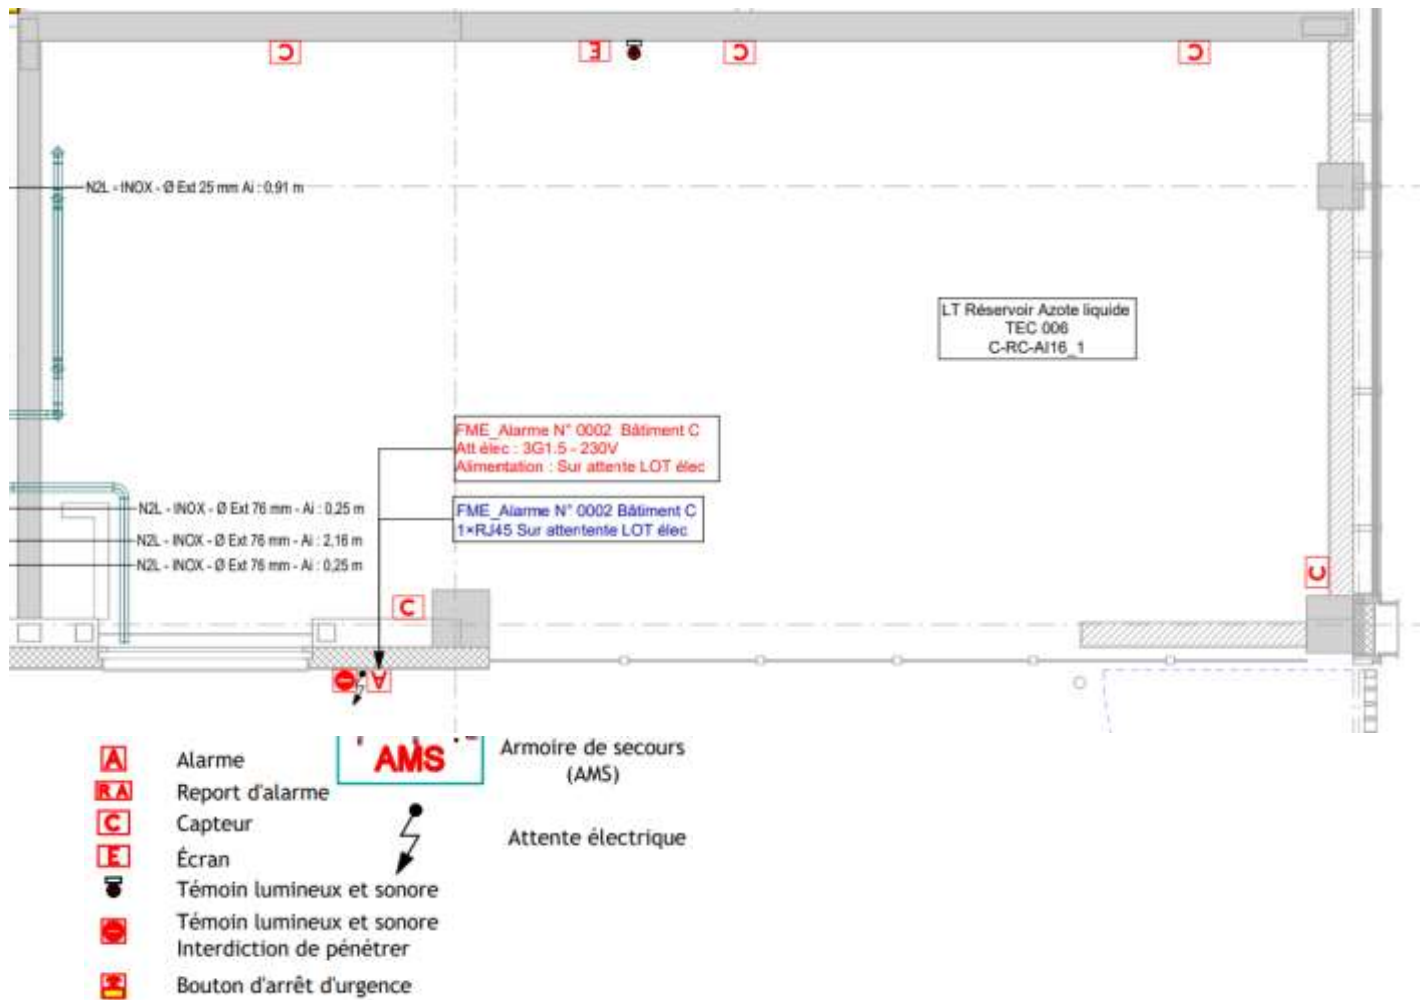 C
E
C
C
N2L - INOX - Ø Ext 25 mm Ai : 0,91 m
LT Réservoir Azote liquide
TEC 006
C-RC-AI16_1
FME_Alarme N° 0002 Bâtiment C
Att élec : 3G1.5 - 230V
Alimentation : Sur attente LOT élec
FME_Alarme N° 0002 Bâtiment C
1×RJ45 Sur attentente LOT élec
N2L - INOX - Ø Ext 76 mm - Ai : 0,25 m
N2L - INOX - Ø Ext 76 mm - Ai : 2,16 m
N2L - INOX - Ø Ext 76 mm - Ai : 0,25 m
C
C
A
A Alarme
RA Report d'alarme
C Capteur
E Écran
Témoin lumineux et sonore
Témoin lumineux et sonore
Interdiction de pénétrer
Bouton d'arrêt d'urgence
AMS
Armoire de secours
(AMS)
Attente électrique